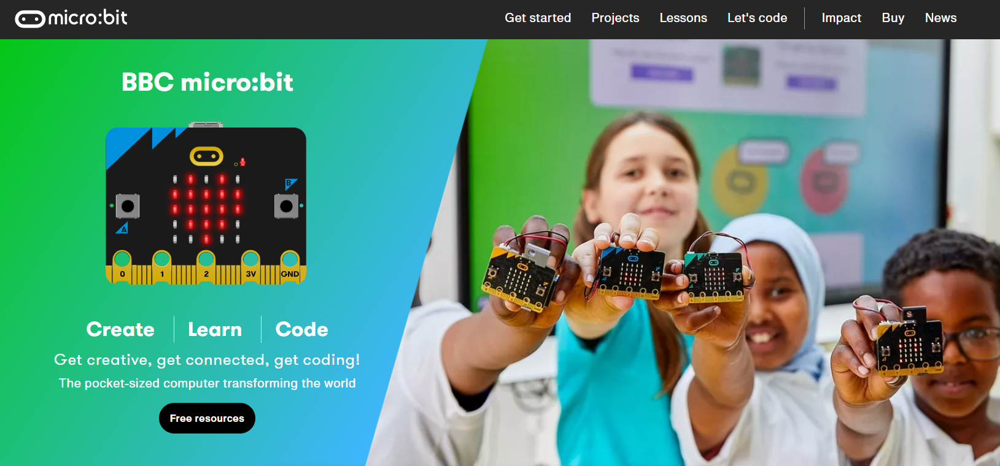 micro:bit
Get started Projects Lessons Let's code Impact Buy News
BBC micro:bit
B
A
0 1 2 3V GND
Create Learn Code
Get creative, get connected, get coding!
The pocket-sized computer transforming the world
Free resources